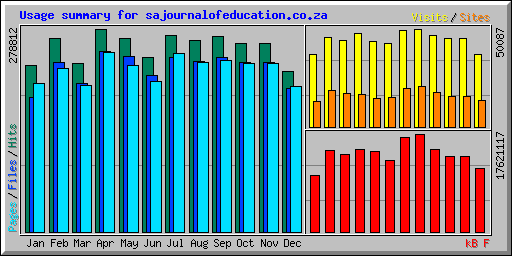 Usage summary for sajournalofeducation.co.za
Visits / Sites
278812
50087
17621117
Pages / Files / Hits
Jan Feb Mar Apr May Jun Jul Aug Sep Oct Nov Dec
kB F